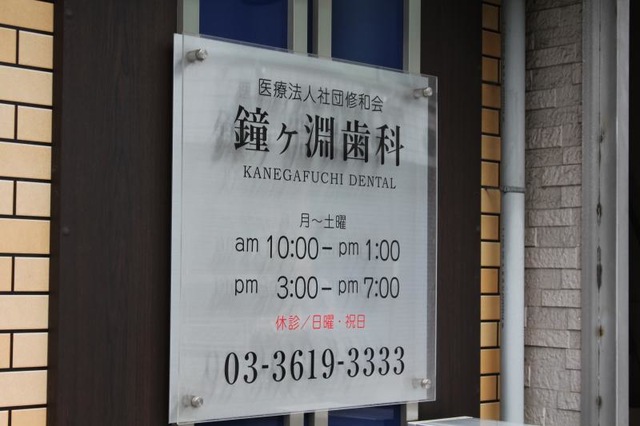 医療法人社団修和会
鐘ヶ淵歯科
KANEGAFUCHI DENTAL
月〜土曜
am 10:00－pm 1:00
pm 3:00－pm 7:00
休診／日曜・祝日
03-3619-3333